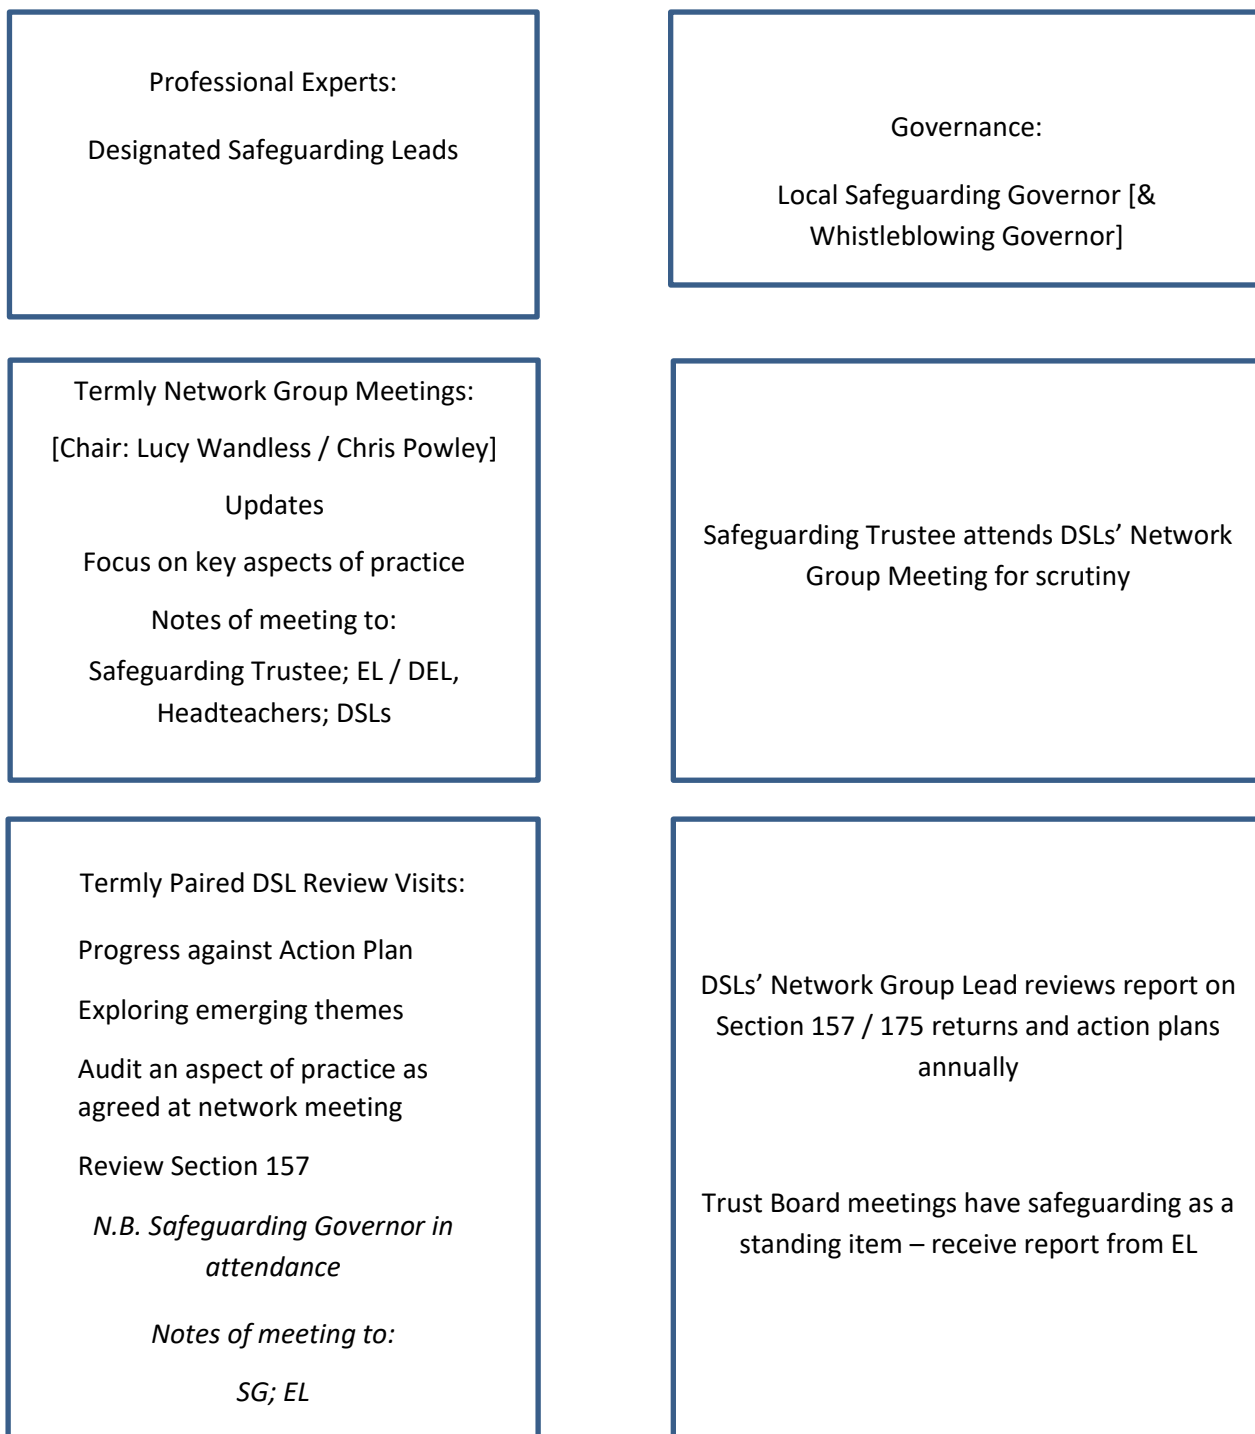 Professional Experts:
Designated Safeguarding Leads
Governance:
Local Safeguarding Governor [&
Whistleblowing Governor]
Termly Network Group Meetings:
[Chair: Lucy Wandless / Chris Powley]
Updates
Focus on key aspects of practice
Notes of meeting to:
Safeguarding Trustee; EL / DEL,
Headteachers; DSLs
Safeguarding Trustee attends DSLs’ Network
Group Meeting for scrutiny
Termly Paired DSL Review Visits:
Progress against Action Plan
Exploring emerging themes
Audit an aspect of practice as
agreed at network meeting
Review Section 157
N.B. Safeguarding Governor in
attendance
Notes of meeting to:
SG; EL
DSLs’ Network Group Lead reviews report on
Section 157 / 175 returns and action plans
annually
Trust Board meetings have safeguarding as a
standing item – receive report from EL